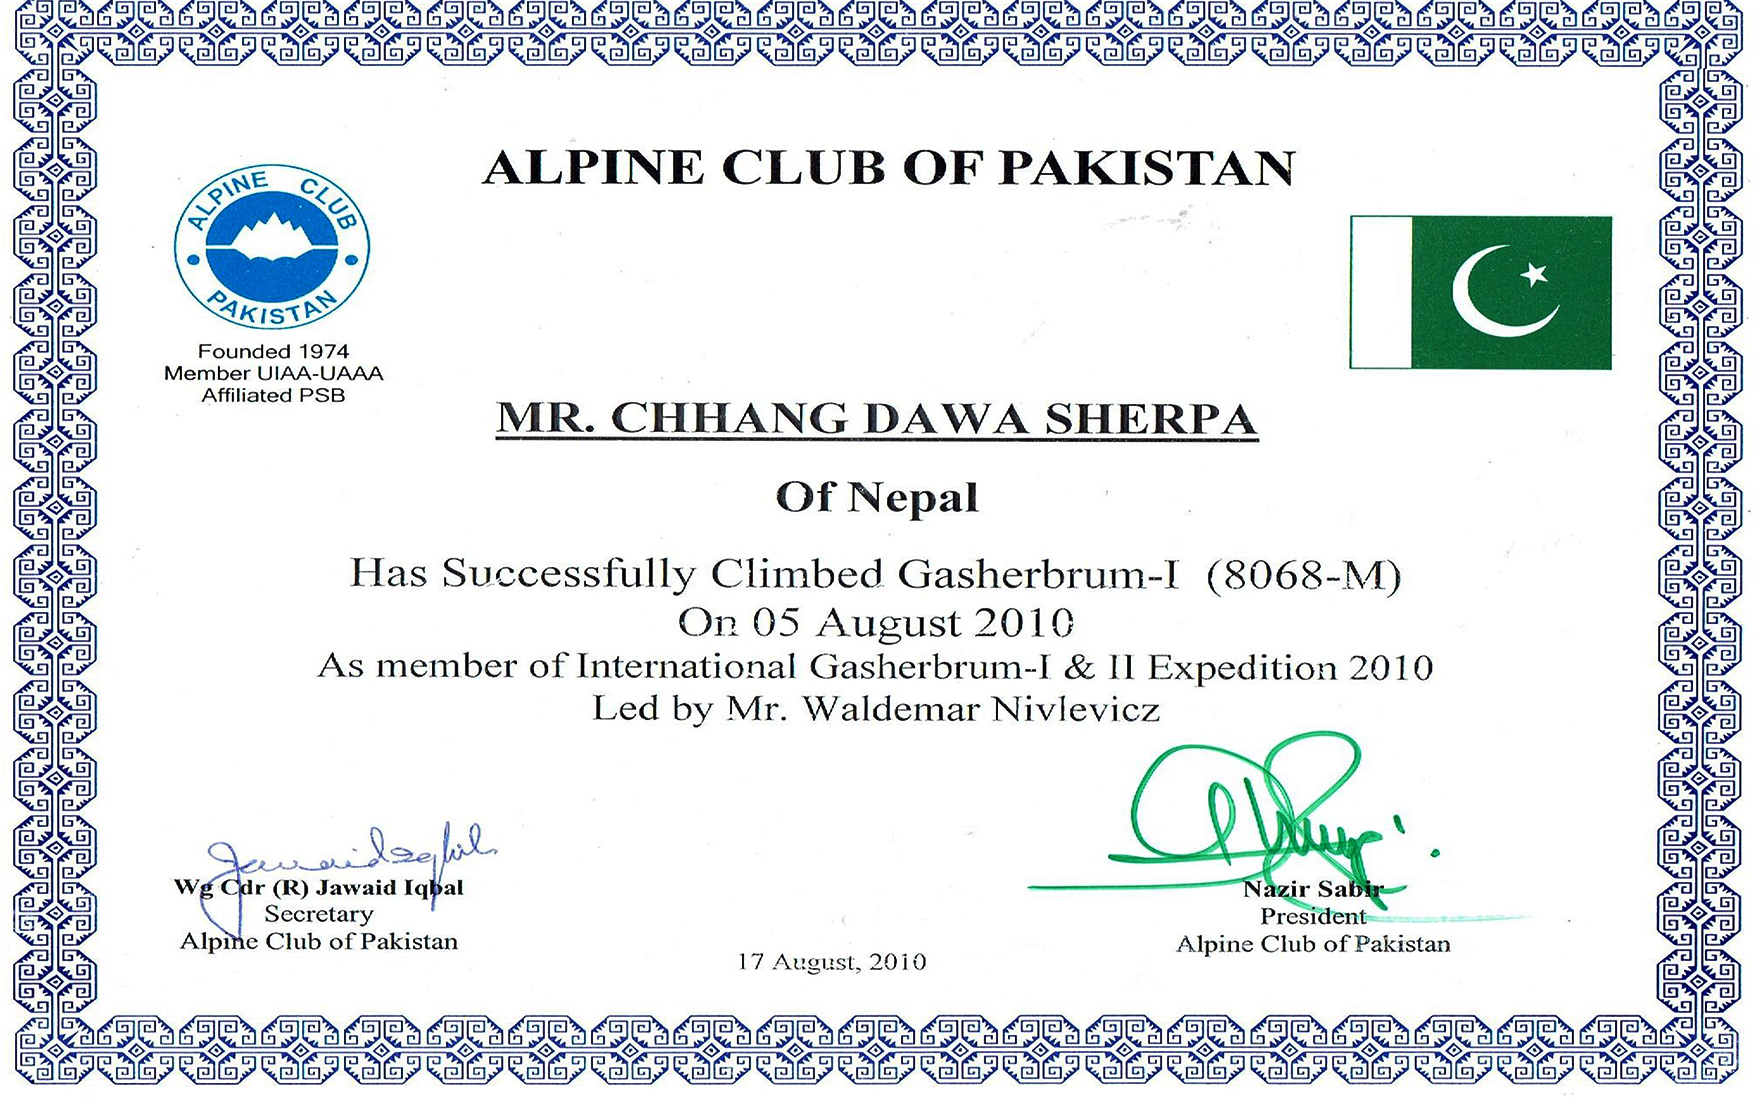 ALPINE CLUB OF PAKISTAN
ALPINE CLUB
PAKISTAN
Founded 1974
Member UIAA-UAAA
Affiliated PSB
MR. CHHANG DAWA SHERPA
Of Nepal
Has Successfully Climbed Gasherbrum-I (8068-M)
On 05 August 2010
As member of International Gasherbrum-I & II Expedition 2010
Led by Mr. Waldemar Nivlevicz
Jawaid Iqbal
Wg Cdr (R) Jawaid Iqbal
Secretary
Alpine Club of Pakistan
Nazir Sabir
President
Alpine Club of Pakistan
17 August, 2010